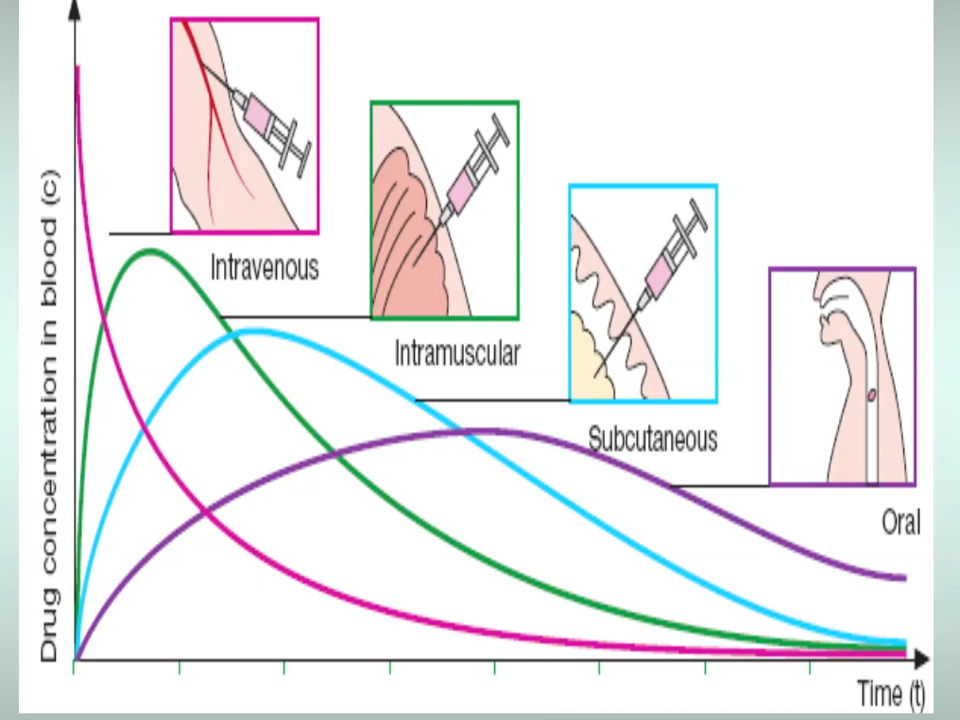 Drug concentration in blood (c)
Intravenous
Intramuscular
Subcutaneous
Oral
Time (t)